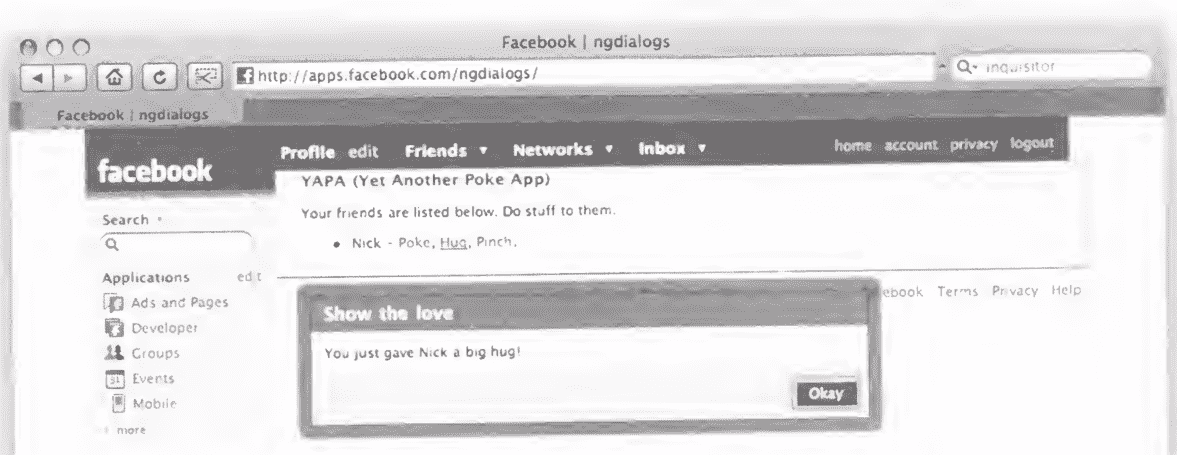 Facebook | ngdialogs
http://apps.facebook.com/ngdialogs/
inquisitor
Facebook | ngdialogs
facebook
Profile edit Friends Networks Inbox
home account privacy logout
YAPA (Yet Another Poke App)
Your friends are listed below. Do stuff to them.
• Nick - Poke, Hug, Pinch,
Search
Applications edit
Ads and Pages
Developer
Groups
31 Events
Mobile
more
ebook Terms Privacy Help
Show the love
You just gave Nick a big hug!
Okay